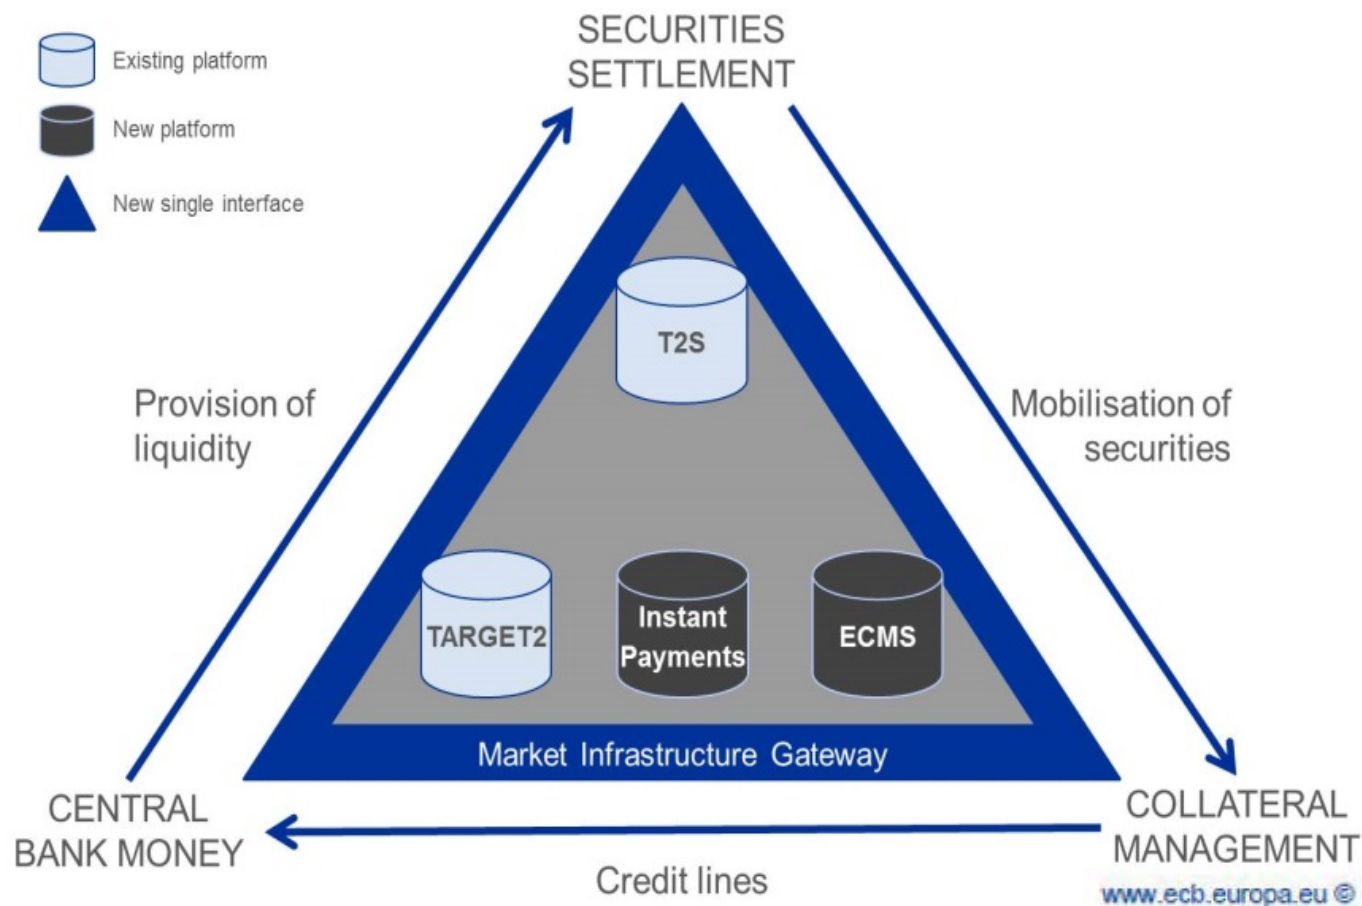 SECURITIES
SETTLEMENT
Existing platform
New platform
New single interface
T2S
Provision of
liquidity
Mobilisation of
securities
TARGET2
Instant
Payments
ECMS
Market Infrastructure Gateway
CENTRAL
BANK MONEY
COLLATERAL
MANAGEMENT
Credit lines
www.ecb.europa.eu ©